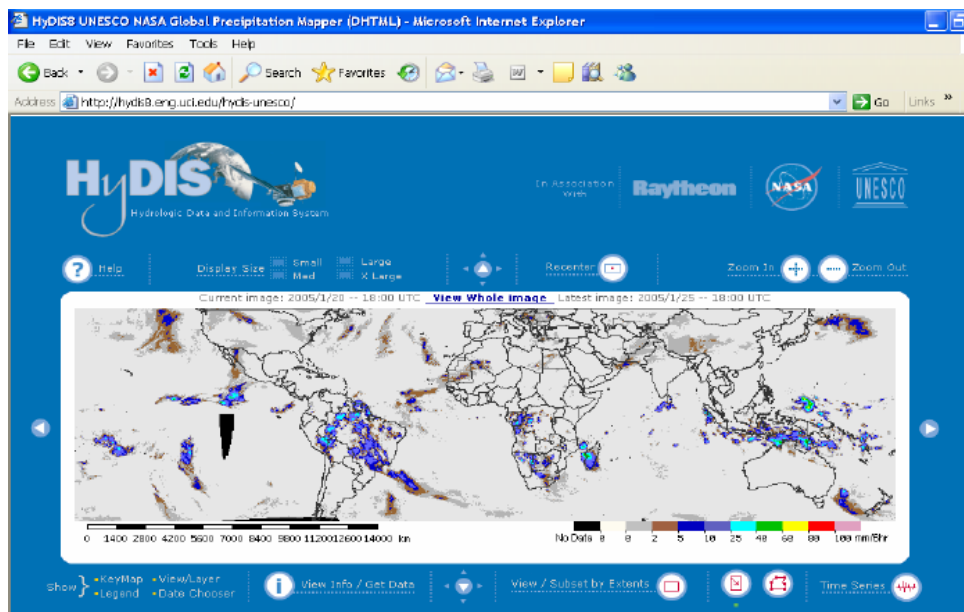 HyDIS8 UNESCO NASA Global Precipitation Mapper (DHTML) - Microsoft Internet Explorer
File Edit View Favorites Tools Help
Back Search Favorites
Address http://hydis8.eng.uci.edu/hydis-unesco/ Go Links »
HyDIS
Hydrologic Data and Information System
In Association With Raytheon NASA UNESCO
? Help Display Size Small Large Recenter Zoom In Zoom Out
Med X Large
Current image: 2005/1/20 -- 18:00 UTC View Whole image Latest image: 2005/1/25 -- 18:00 UTC
0 1400 2800 4200 5600 7000 8400 9800 11200 12600 14000 km
No Data 0 0 2 5 10 25 40 60 80 100 mm/6hr
Show } KeyMap View/Layer
Legend Date Chooser
i View Info / Get Data View / Subset by Extents Time Series